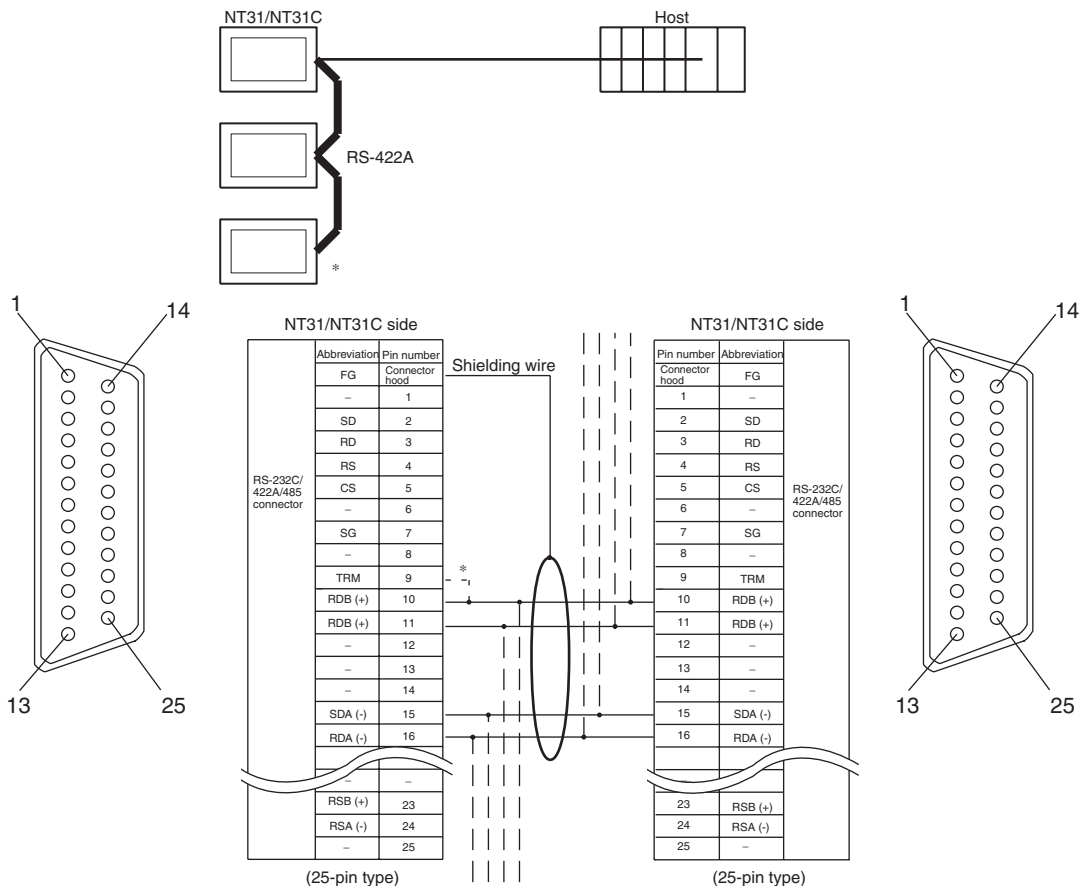 NT31/NT31C
Host
RS-422A
*
1
14
13
25
NT31/NT31C side
Abbreviation Pin number
FG Connector hood
– 1
SD 2
RD 3
RS 4
CS 5
– 6
SG 7
– 8
TRM 9
RDB (+) 10
RDB (+) 11
– 12
– 13
– 14
SDA (-) 15
RDA (-) 16
– –
RSB (+) 23
RSA (-) 24
– 25
RS-232C/
422A/485
connector
(25-pin type)
Shielding wire
*
NT31/NT31C side
Pin number Abbreviation
Connector hood FG
1 –
2 SD
3 RD
4 RS
5 CS
6 –
7 SG
8 –
9 TRM
10 RDB (+)
11 RDB (+)
12 –
13 –
14 –
15 SDA (-)
16 RDA (-)
–
23 RSB (+)
24 RSA (-)
25 –
RS-232C/
422A/485
connector
(25-pin type)
1
14
13
25